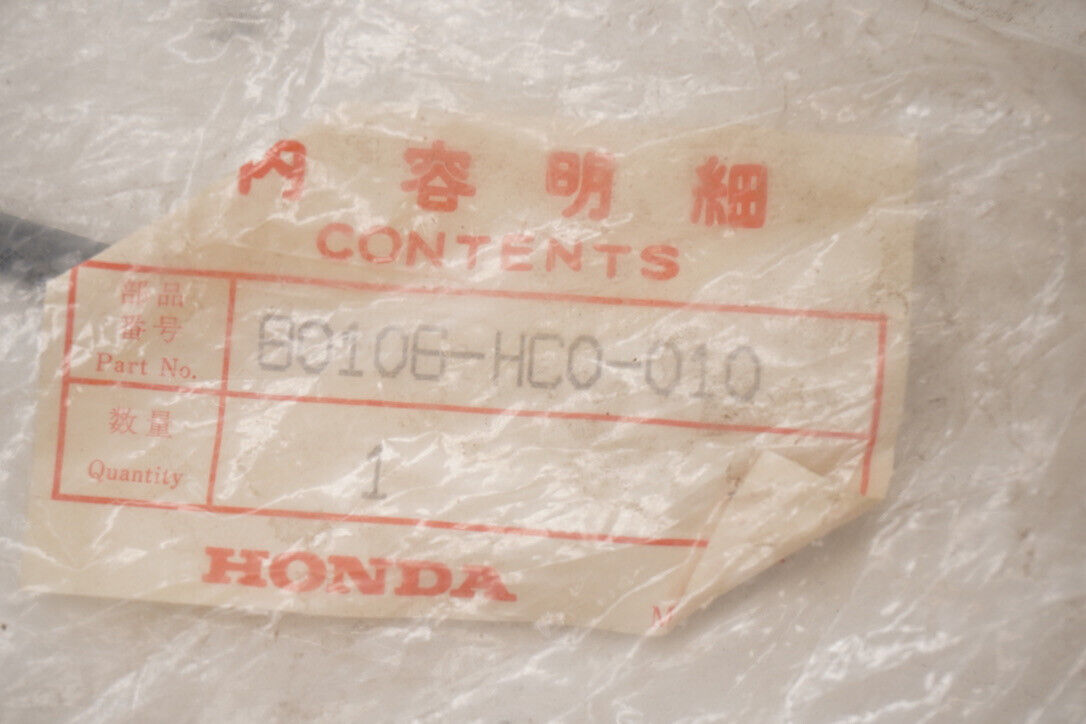 内容明細
CONTENTS
部品
番号
Part No.
80106-HC0-010
数量
Quantity
1
HONDA